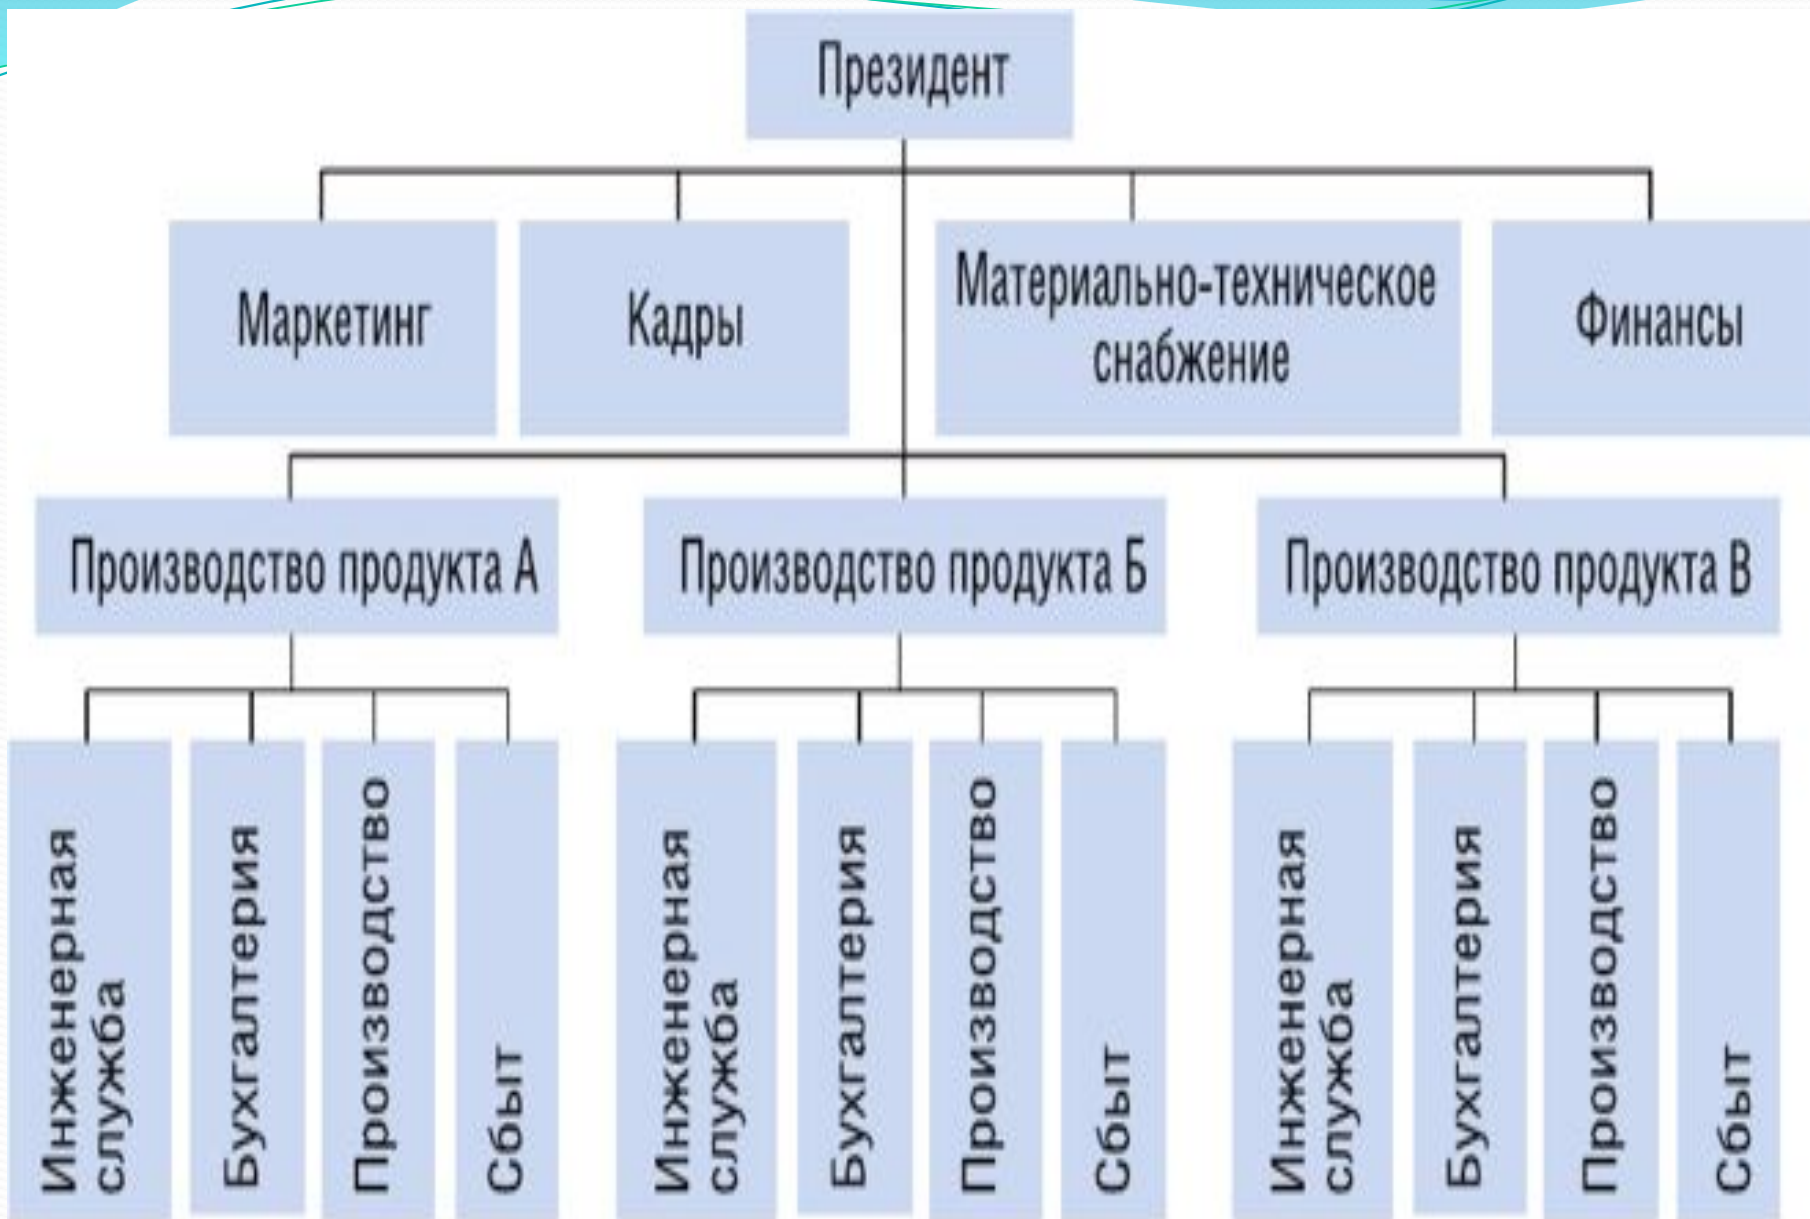 Президент
Маркетинг
Кадры
Материально-техническое
снабжение
Финансы
Производство продукта А
Производство продукта Б
Производство продукта В
Инженерная
служба
Бухгалтерия
Производство
Сбыт
Инженерная
служба
Бухгалтерия
Производство
Сбыт
Инженерная
служба
Бухгалтерия
Производство
Сбыт